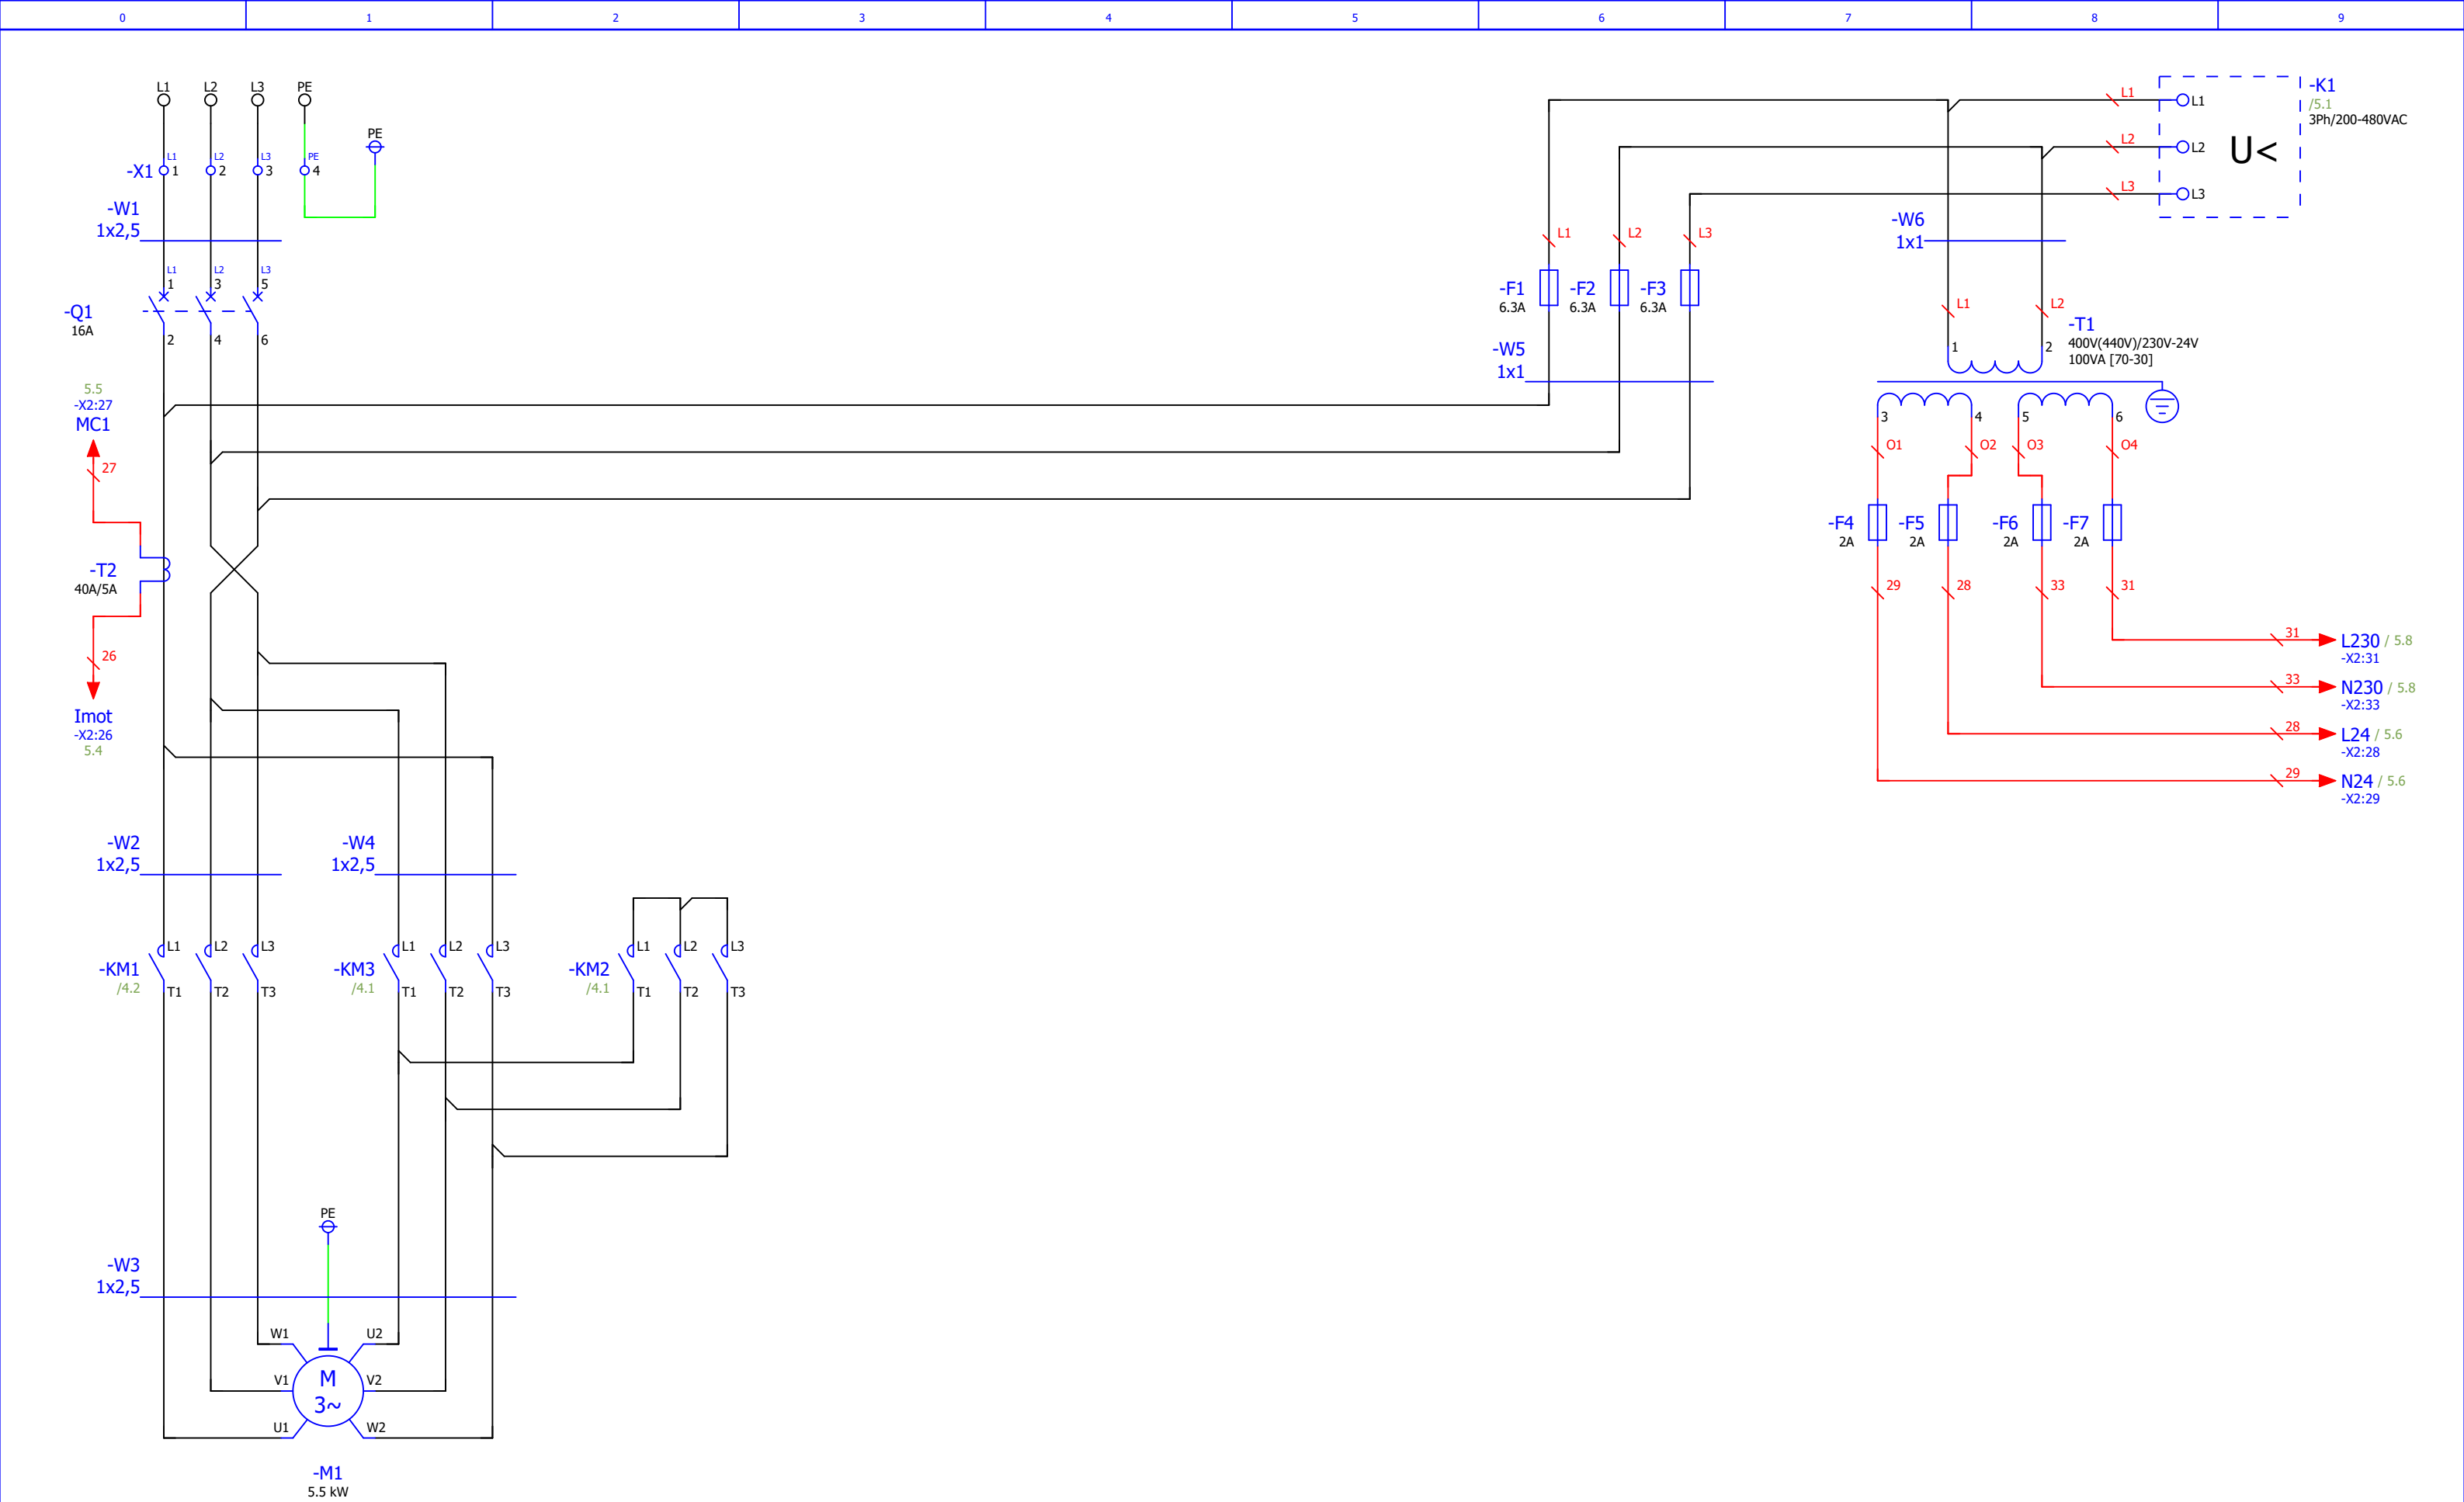 0 1 2 3 4 5 6 7 8 9
L1 L2 L3 PE
PE
L1 L2 L3 PE
-X1 1 2 3 4
-W1
1x2,5
L1 L2 L3
1 3 5
-Q1
16A
2 4 6
5.5
-X2:27
MC1
27
-T2
40A/5A
26
Imot
-X2:26
5.4
-W2
1x2,5
-W4
1x2,5
L1 L2 L3
-KM1
/4.2
T1 T2 T3
L1 L2 L3
-KM3
/4.1
T1 T2 T3
L1 L2 L3
-KM2
/4.1
T1 T2 T3
PE
-W3
1x2,5
W1 U2
V1 V2
U1 W2
M
3~
-M1
5.5 kW
L1 L2 L3
-F1
6.3A
-F2
6.3A
-F3
6.3A
-W5
1x1
L1 L1
L2 L2
L3 L3
U<
-K1
/5.1
3Ph/200-480VAC
-W6
1x1
L1 L2
1 2
-T1
400V(440V)/230V-24V
100VA [70-30]
3 4 5 6
O1 O2 O3 O4
-F4
2A
-F5
2A
-F6
2A
-F7
2A
29 28 33 31
31 L230 / 5.8
-X2:31
33 N230 / 5.8
-X2:33
28 L24 / 5.6
-X2:28
29 N24 / 5.6
-X2:29